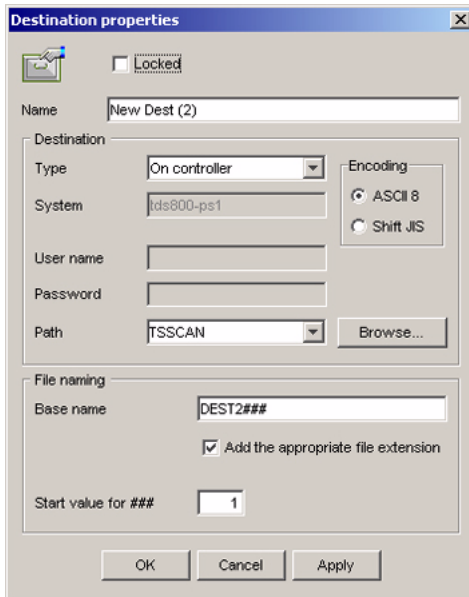 Destination properties
Locked
Name New Dest (2)
Destination
Type On controller
Encoding
ASCII 8
System tds800-ps1
Shift JIS
User name
Password
Path TSSCAN Browse...
File naming
Base name DEST2###
Add the appropriate file extension
Start value for ### 1
OK Cancel Apply